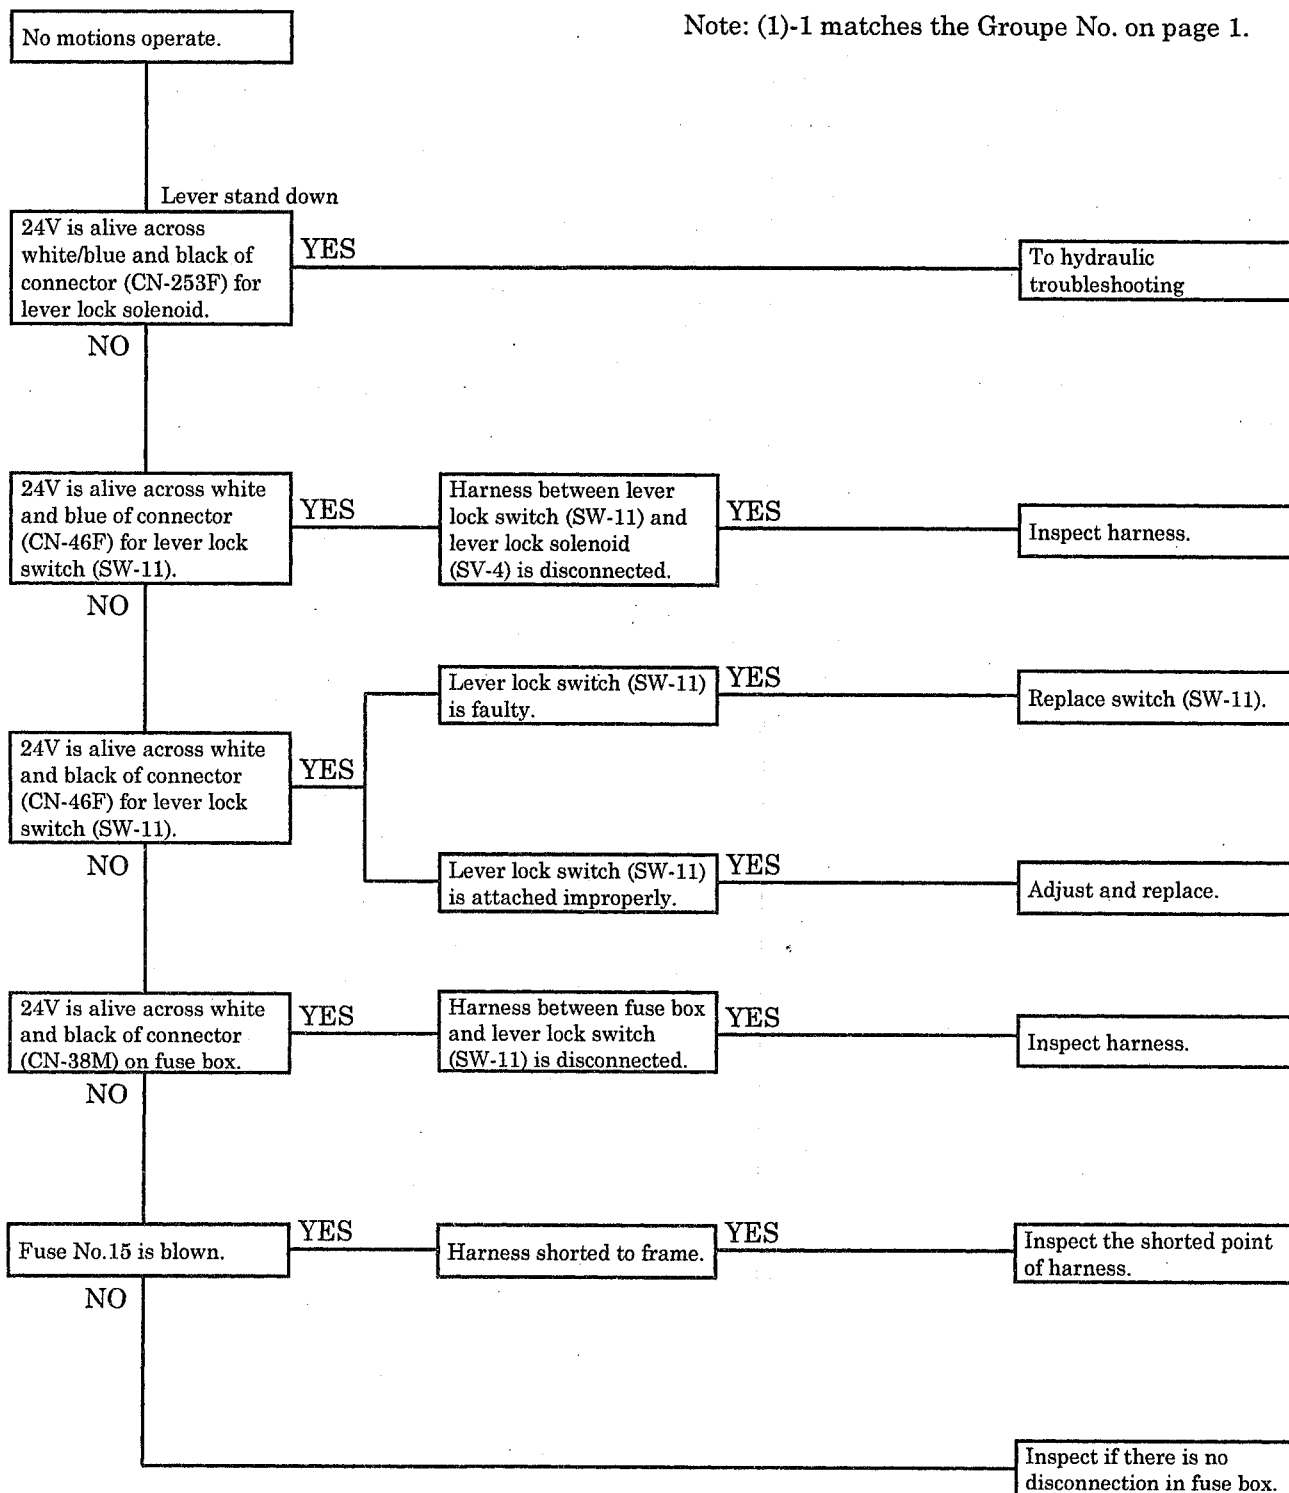 No motions operate.
Note: (1)-1 matches the Groupe No. on page 1.
Lever stand down
24V is alive across
white/blue and black of
connector (CN-253F) for
lever lock solenoid.
YES
To hydraulic
troubleshooting
NO
24V is alive across white
and blue of connector
(CN-46F) for lever lock
switch (SW-11).
YES
Harness between lever
lock switch (SW-11) and
lever lock solenoid
(SV-4) is disconnected.
YES
Inspect harness.
NO
Lever lock switch (SW-11)
is faulty.
YES
Replace switch (SW-11).
24V is alive across white
and black of connector
(CN-46F) for lever lock
switch (SW-11).
YES
Lever lock switch (SW-11)
is attached improperly.
YES
Adjust and replace.
NO
24V is alive across white
and black of connector
(CN-38M) on fuse box.
YES
Harness between fuse box
and lever lock switch
(SW-11) is disconnected.
YES
Inspect harness.
NO
Fuse No.15 is blown.
YES
Harness shorted to frame.
YES
Inspect the shorted point
of harness.
NO
Inspect if there is no
disconnection in fuse box.